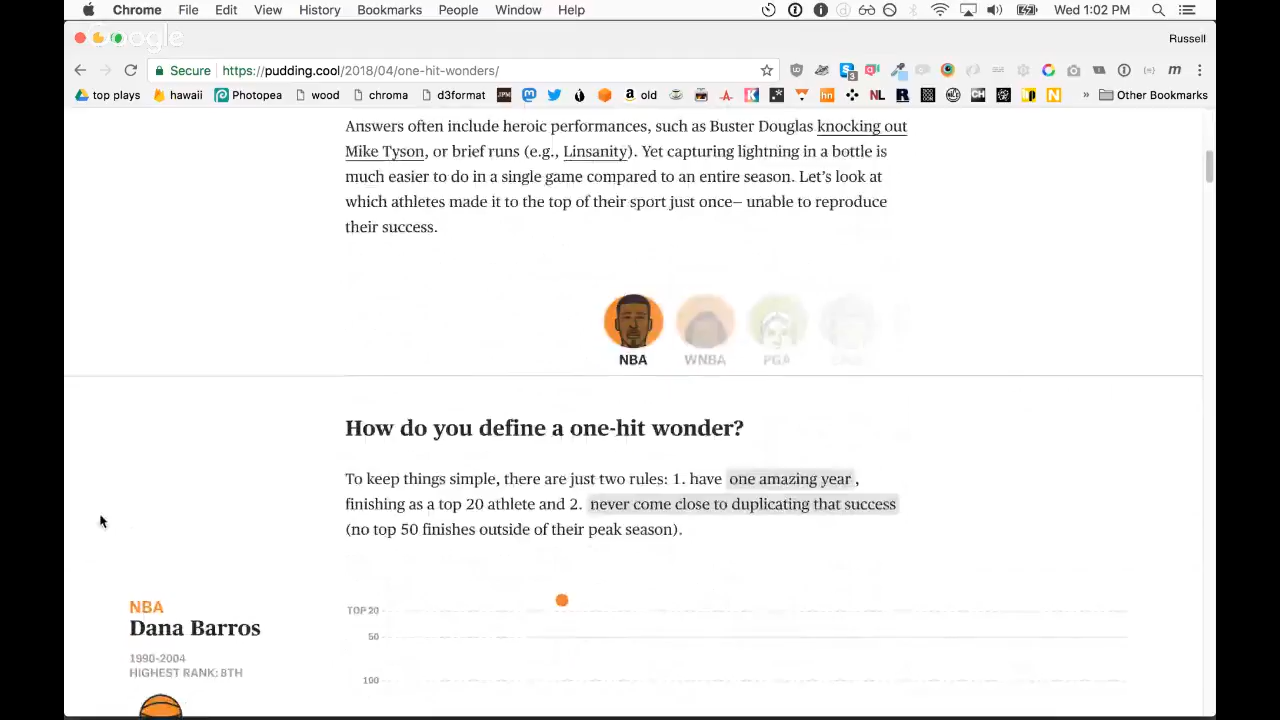 Chrome File Edit View History Bookmarks People Window Help Wed 1:02 PM
Google
Russell
Secure https://pudding.cool/2018/04/one-hit-wonders/
top plays hawaii Photopea wood chroma d3format old Other Bookmarks
Answers often include heroic performances, such as Buster Douglas knocking out
Mike Tyson, or brief runs (e.g., Linsanity). Yet capturing lightning in a bottle is
much easier to do in a single game compared to an entire season. Let's look at
which athletes made it to the top of their sport just once— unable to reproduce
their success.
NBA WNBA PGA
How do you define a one-hit wonder?
To keep things simple, there are just two rules: 1. have one amazing year ,
finishing as a top 20 athlete and 2. never come close to duplicating that success
(no top 50 finishes outside of their peak season).
NBA
Dana Barros
1990-2004
HIGHEST RANK: 8TH
TOP 20
50
100